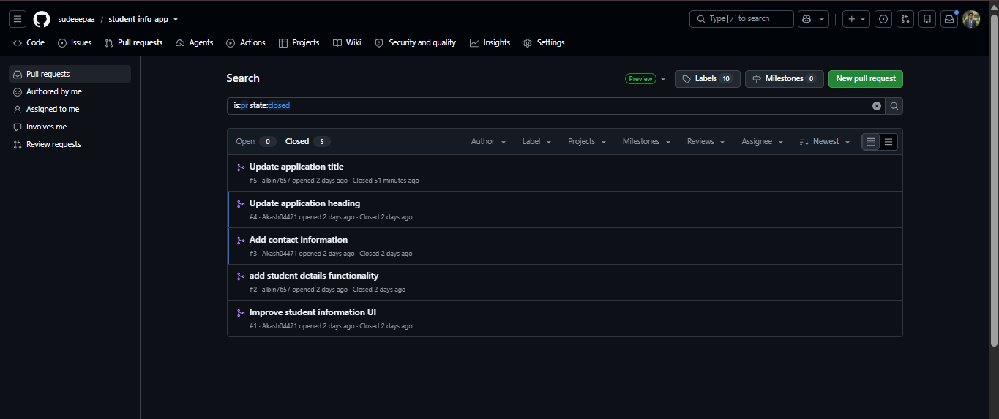 sudeeepaa / student-info-app
Type / to search
Code Issues Pull requests Agents Actions Projects Wiki Security and quality Insights Settings
Pull requests
Authored by me
Assigned to me
Involves me
Review requests
Search
Preview Labels 10 Milestones 0 New pull request
is:pr state:closed
Open 0 Closed 5 Author Label Projects Milestones Reviews Assignee Newest
Update application title
#5 · albin7657 opened 2 days ago · Closed 51 minutes ago
Update application heading
#4 · Akash04471 opened 2 days ago · Closed 2 days ago
Add contact information
#3 · Akash04471 opened 2 days ago · Closed 2 days ago
add student details functionality
#2 · albin7657 opened 2 days ago · Closed 2 days ago
Improve student information UI
#1 · Akash04471 opened 2 days ago · Closed 2 days ago